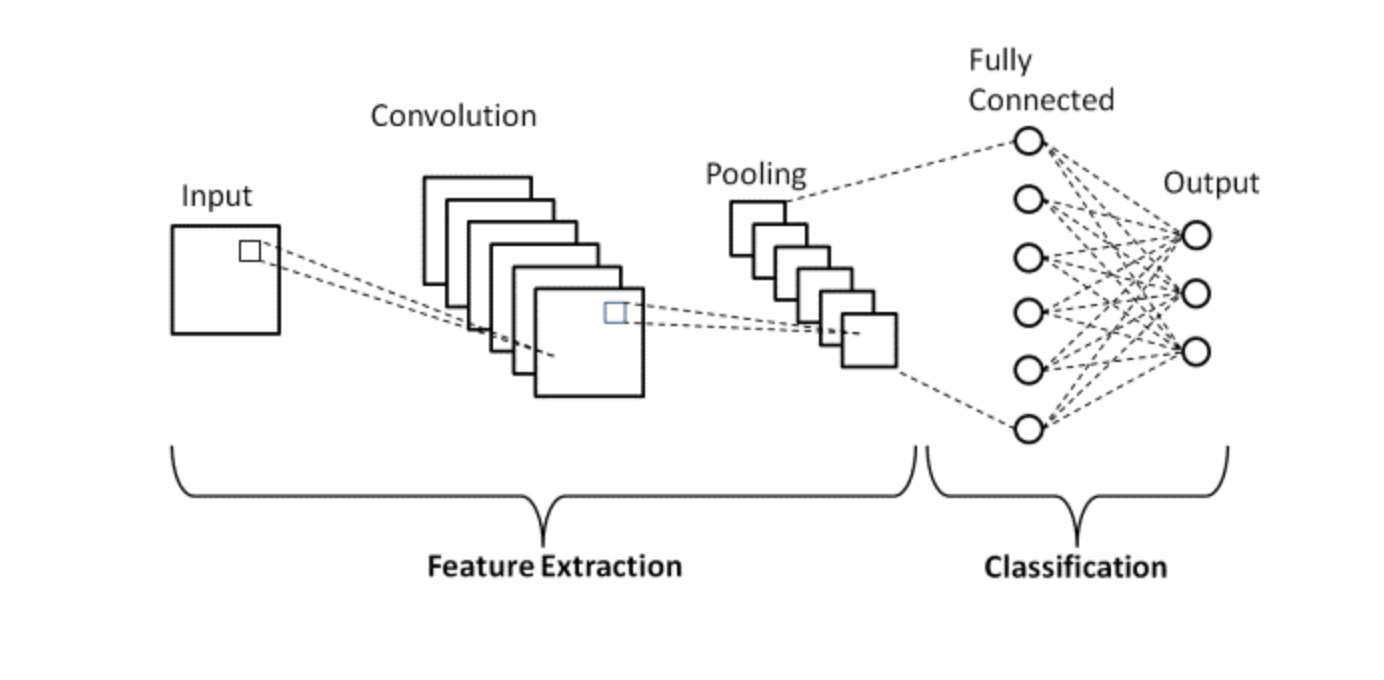 Input
Convolution
Pooling
Fully
Connected
Output
Feature Extraction
Classification